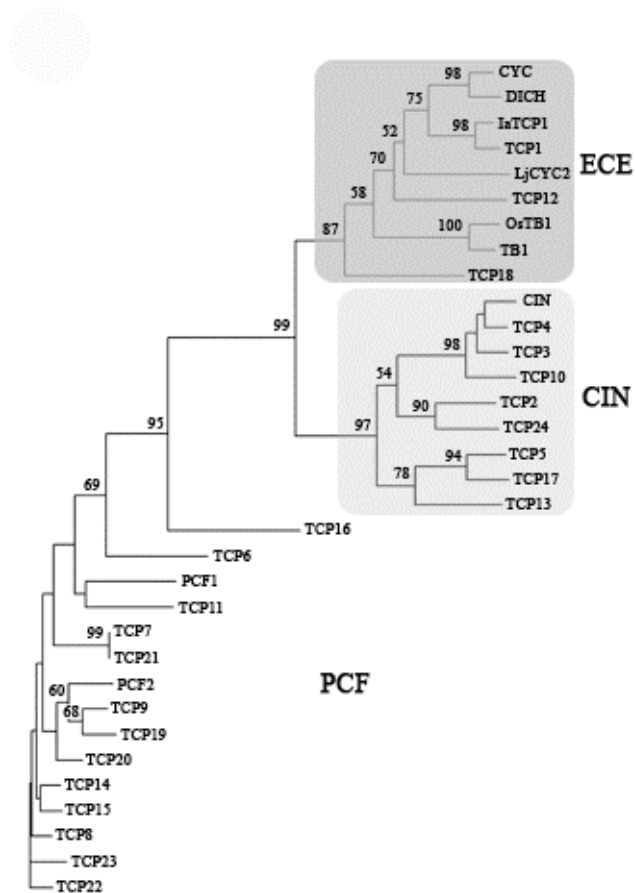 98 CYC
75 DICH
IaTCP1
52 98 TCP1
ECE
70 LjCYC2
58 TCP12
100 OsTB1
87 TB1
TCP18
CIN
99 TCP4
98 TCP3
54 TCP10
CIN
90 TCP2
95 97 TCP24
94 TCP5
78 TCP17
69 TCP13
TCP16
TCP6
PCF1
TCP11
99 TCP7
TCP21
PCF
60 PCF2
68 TCP9
TCP19
TCP20
TCP14
TCP15
TCP8
TCP23
TCP22